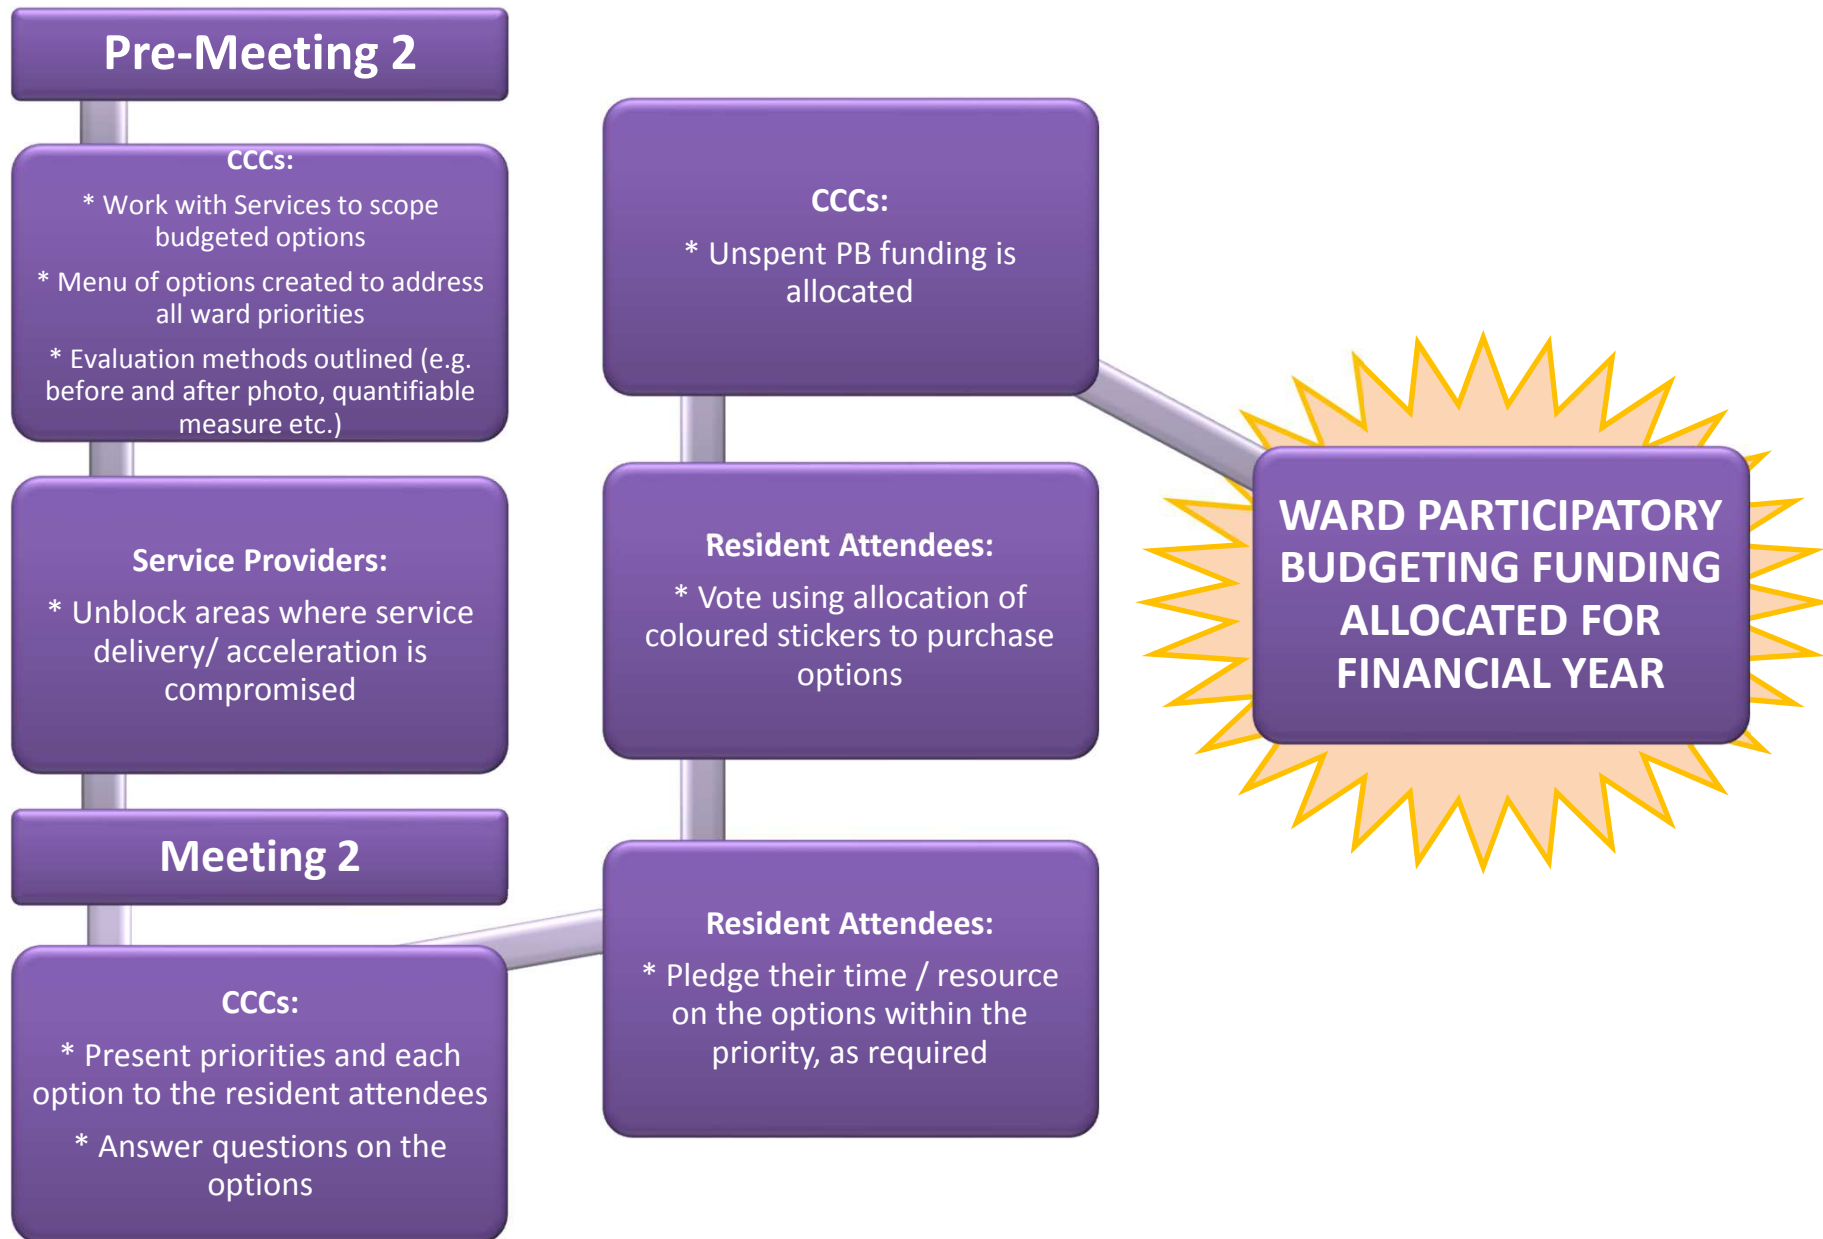 Pre-Meeting 2
CCCs:
* Work with Services to scope
budgeted options
* Menu of options created to address
all ward priorities
* Evaluation methods outlined (e.g.
before and after photo, quantifiable
measure etc.)
Service Providers:
* Unblock areas where service
delivery/ acceleration is
compromised
Meeting 2
CCCs:
* Present priorities and each
option to the resident attendees
* Answer questions on the
options
Resident Attendees:
* Pledge their time / resource
on the options within the
priority, as required
Resident Attendees:
* Vote using allocation of
coloured stickers to purchase
options
CCCs:
* Unspent PB funding is
allocated
WARD PARTICIPATORY
BUDGETING FUNDING
ALLOCATED FOR
FINANCIAL YEAR